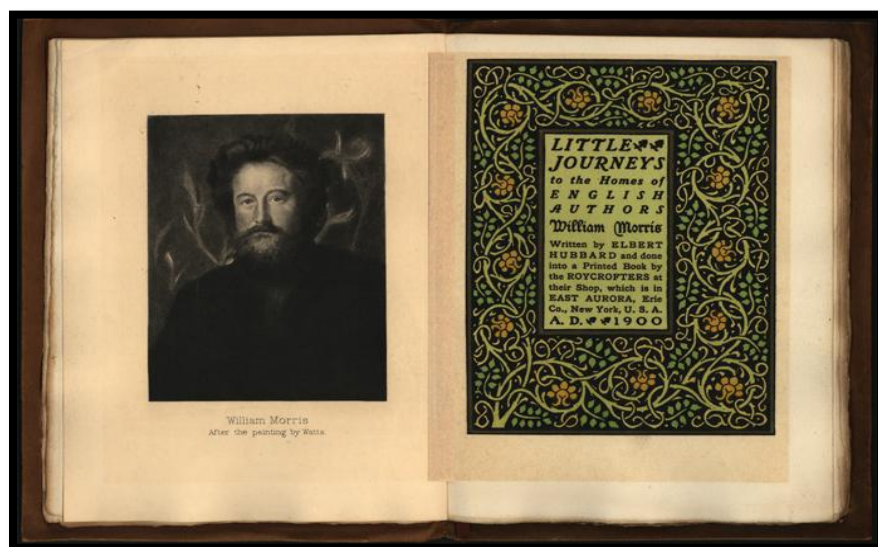 William Morris
After the painting by Watts.
LITTLE
JOURNEYS
to the Homes of
ENGLISH
AUTHORS
William Morris
Written by ELBERT
HUBBARD and done
into a Printed Book by
the ROYCROFTERS at
their Shop, which is in
EAST AURORA, Erie
Co., New York, U. S. A.
A. D. 1900